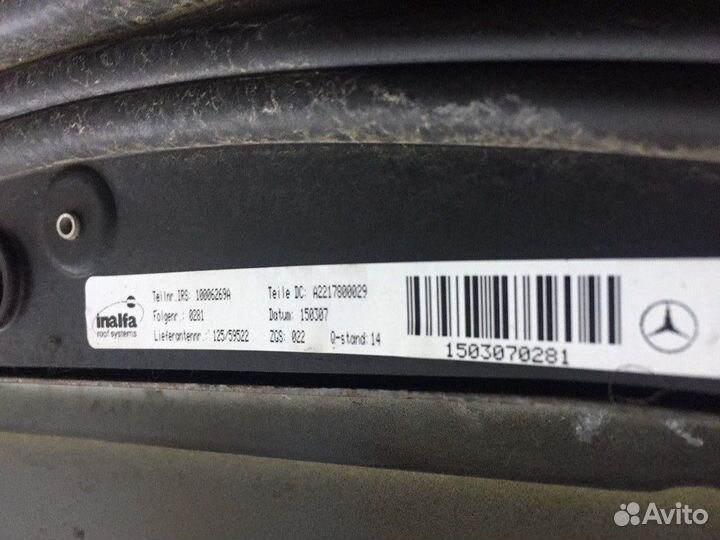 inalfa
roof systems
Teilnr.IRS: 10006269A
Folgenr.: 0281
Lieferantennr.: 125/59522
Teile DC: A2217800029
Datum: 150307
ZGS: 022 Q-stand:14
1503070281
Avito